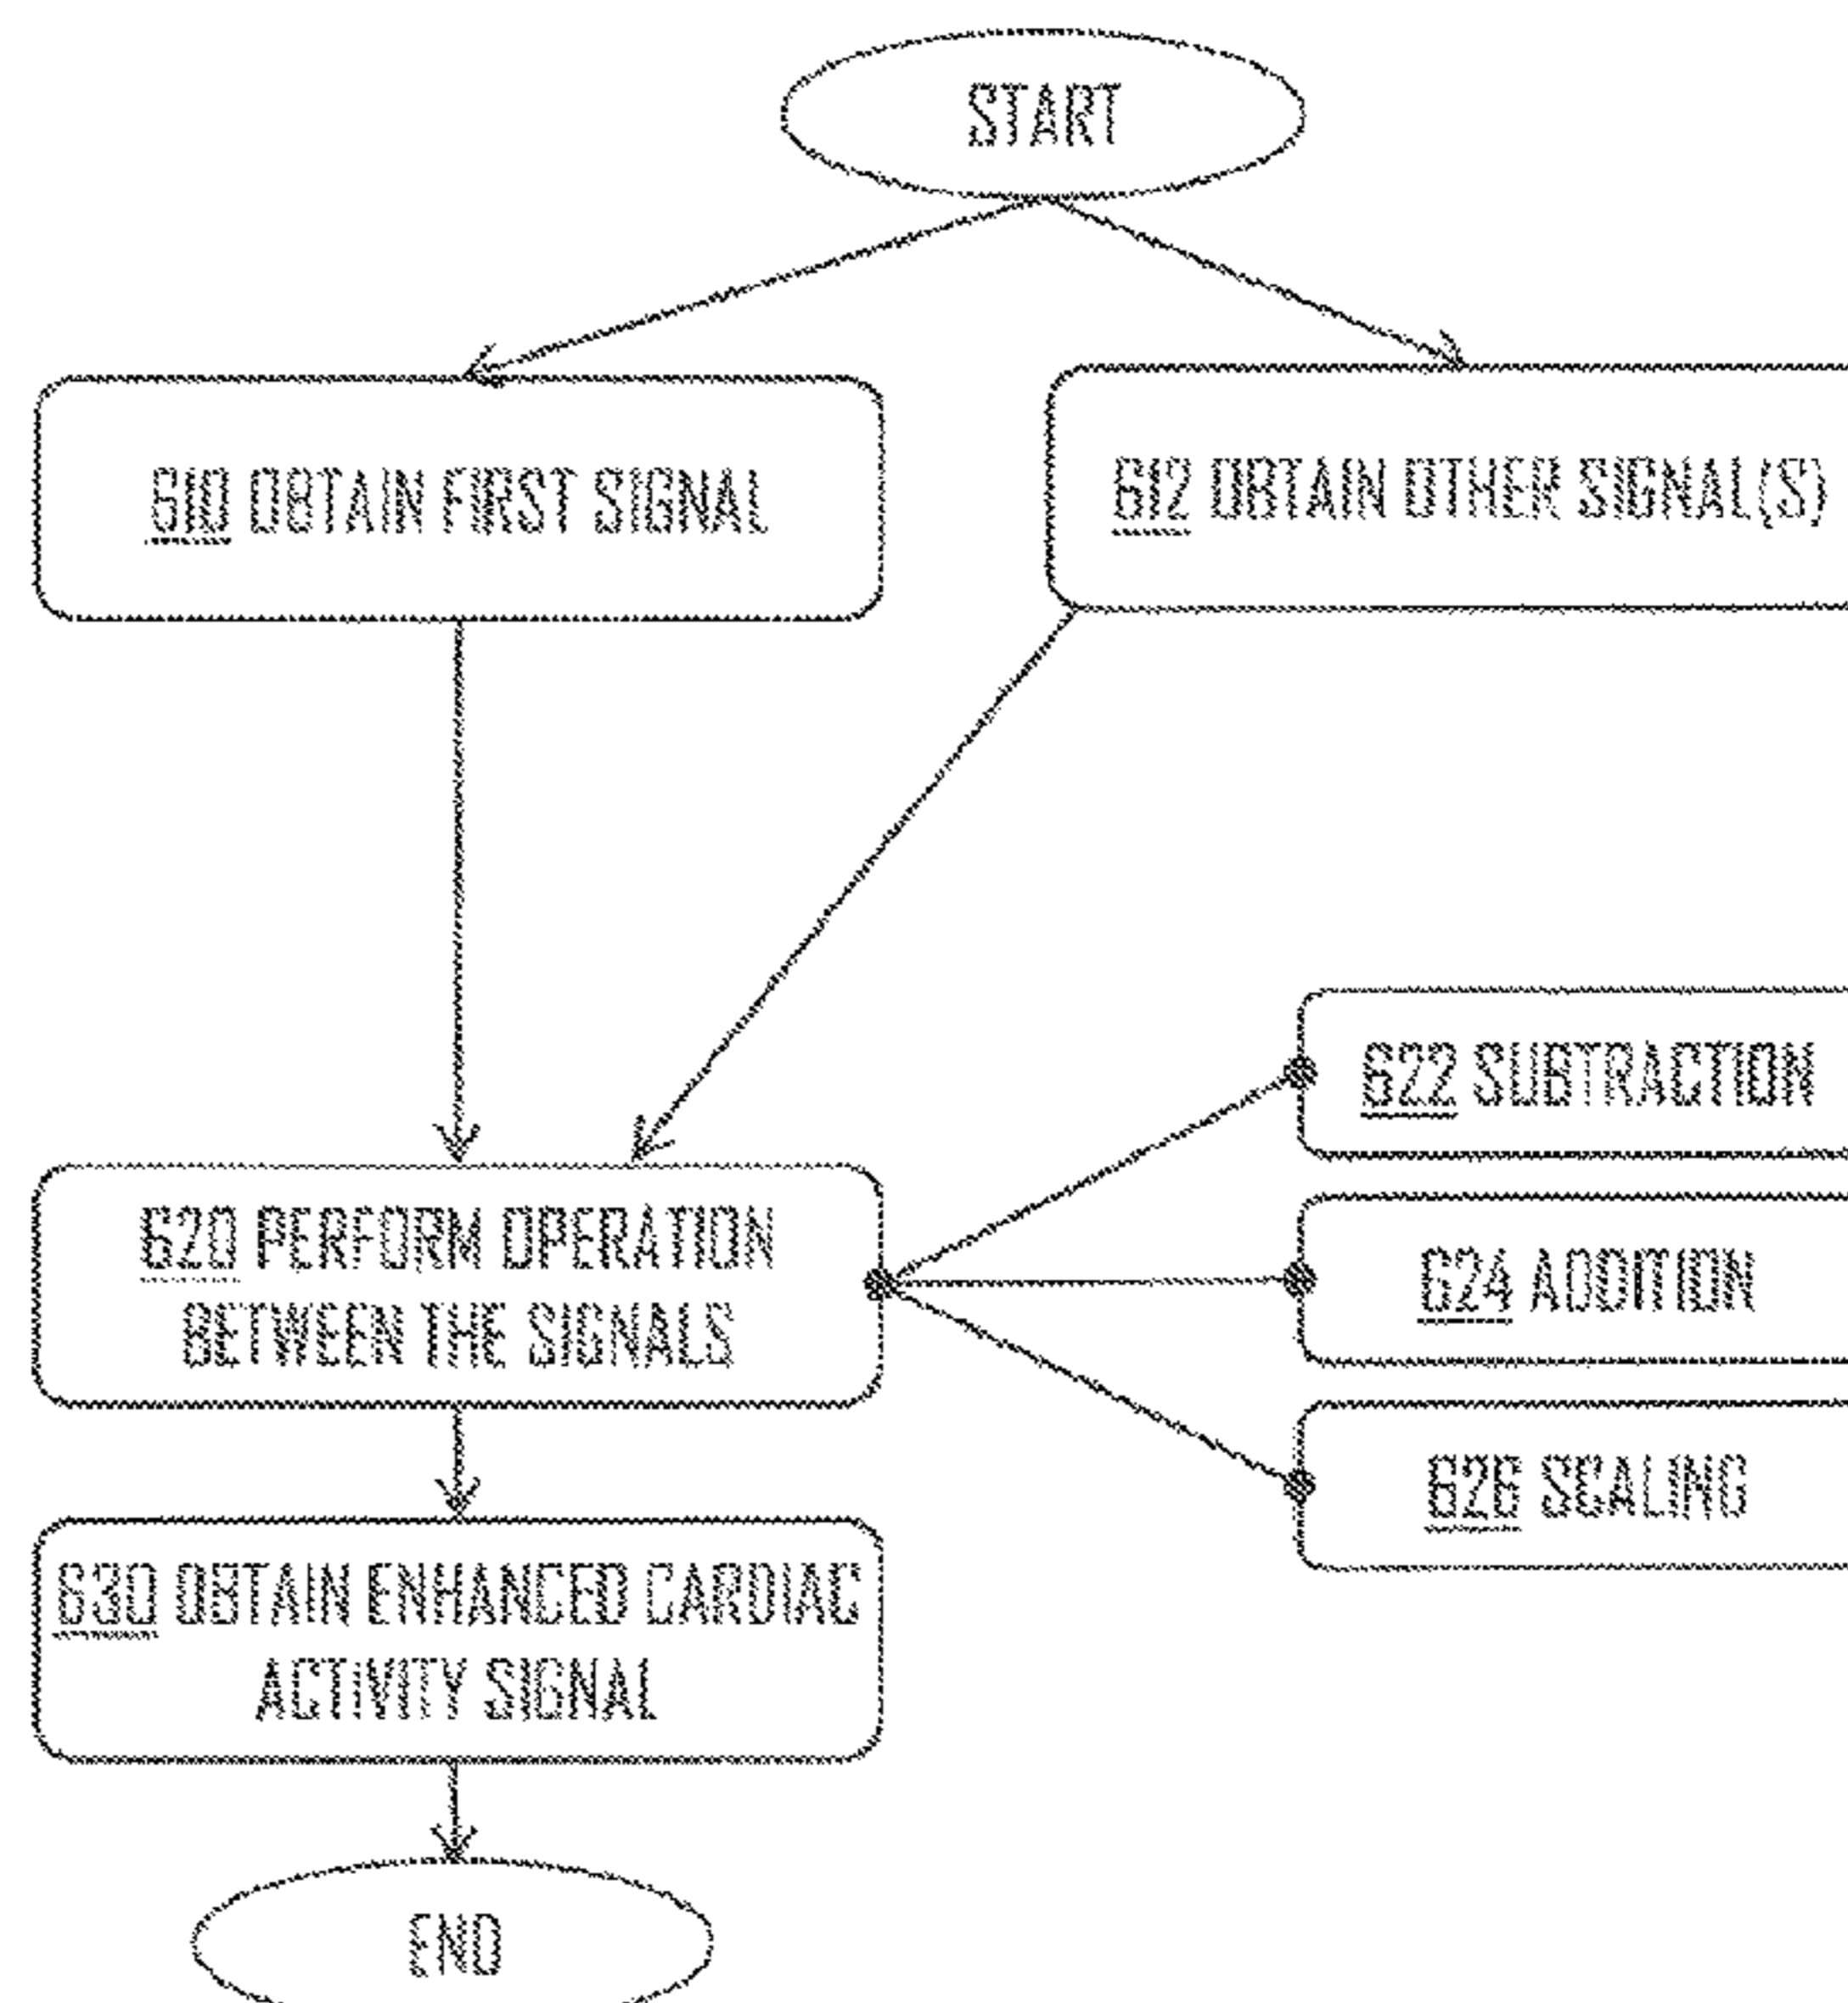 START
610 OBTAIN FIRST SIGNAL
612 OBTAIN OTHER SIGNAL(S)
622 SUBTRACTION
620 PERFORM OPERATION
BETWEEN THE SIGNALS
624 ADDITION
626 SCALING
630 OBTAIN ENHANCED CARDIAC
ACTIVITY SIGNAL
END